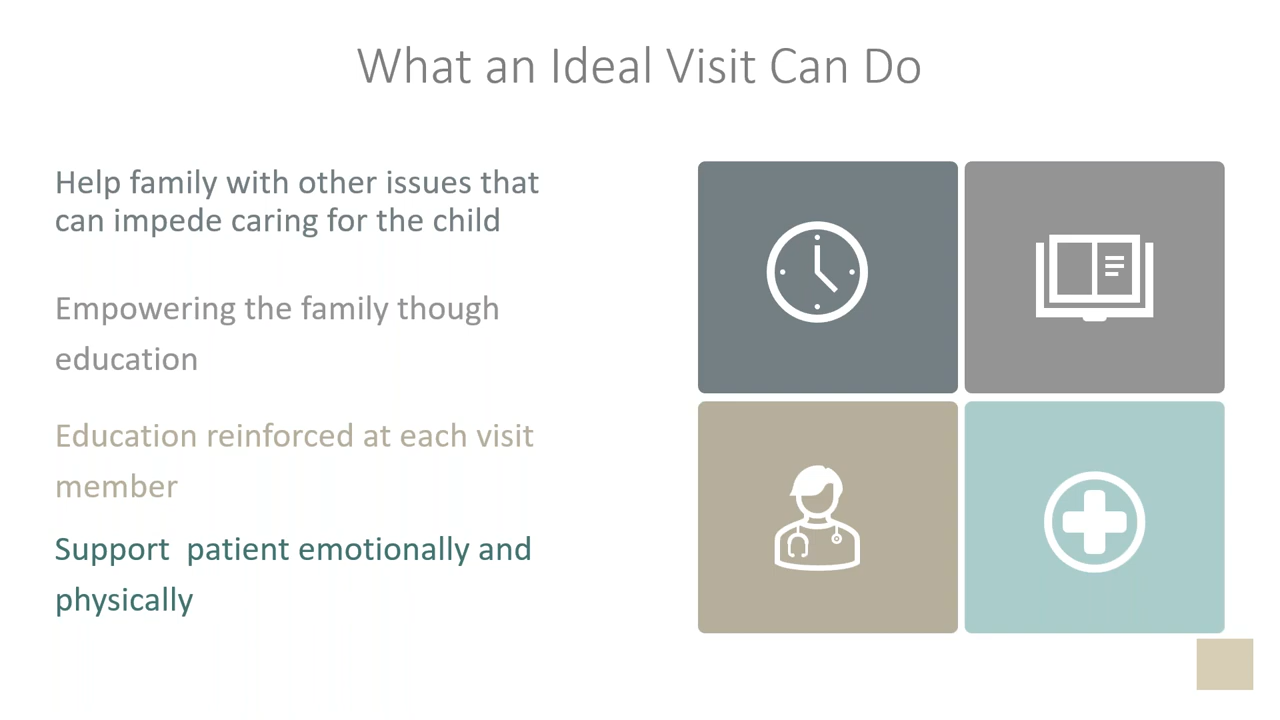 What an Ideal Visit Can Do
Help family with other issues that
can impede caring for the child
Empowering the family though
education
Education reinforced at each visit
member
Support  patient emotionally and
physically